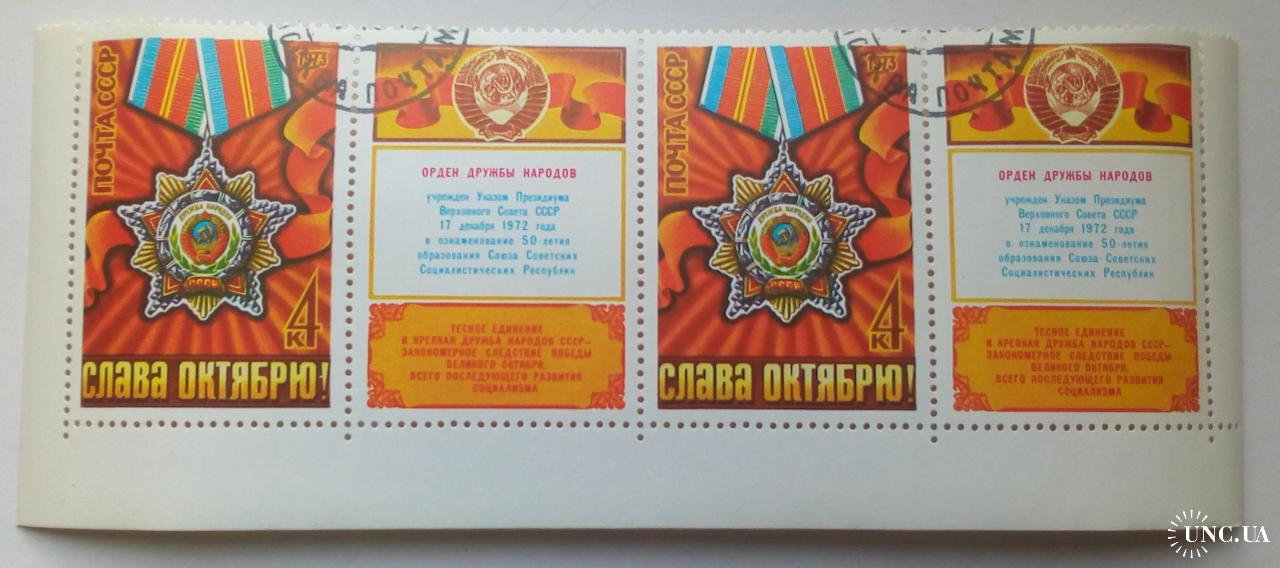 ПОЧТА СССР
1973
ДРУЖБА НАРОДОВ
СССР
4
к
СЛАВА ОКТЯБРЮ!
ПОЧТАМ
ОРДЕН ДРУЖБЫ НАРОДОВ
учрежден Указом Президиума
Верховного Совета СССР
17 декабря 1972 года
в ознаменование 50-летия
образования Союза Советских
Социалистических Республик
ТЕСНОЕ ЕДИНЕНИЕ
И КРЕПКАЯ ДРУЖБА НАРОДОВ СССР–
ЗАКОНОМЕРНОЕ СЛЕДСТВИЕ ПОБЕДЫ
ВЕЛИКОГО ОКТЯБРЯ,
ВСЕГО ПОСЛЕДУЮЩЕГО РАЗВИТИЯ
СОЦИАЛИЗМА
ПОЧТА СССР
1973
ДРУЖБА НАРОДОВ
СССР
4
к
СЛАВА ОКТЯБРЮ!
ПОЧТАМ
ОРДЕН ДРУЖБЫ НАРОДОВ
учрежден Указом Президиума
Верховного Совета СССР
17 декабря 1972 года
в ознаменование 50-летия
образования Союза Советских
Социалистических Республик
ТЕСНОЕ ЕДИНЕНИЕ
И КРЕПКАЯ ДРУЖБА НАРОДОВ СССР–
ЗАКОНОМЕРНОЕ СЛЕДСТВИЕ ПОБЕДЫ
ВЕЛИКОГО ОКТЯБРЯ,
ВСЕГО ПОСЛЕДУЮЩЕГО РАЗВИТИЯ
СОЦИАЛИЗМА
UNC.UA